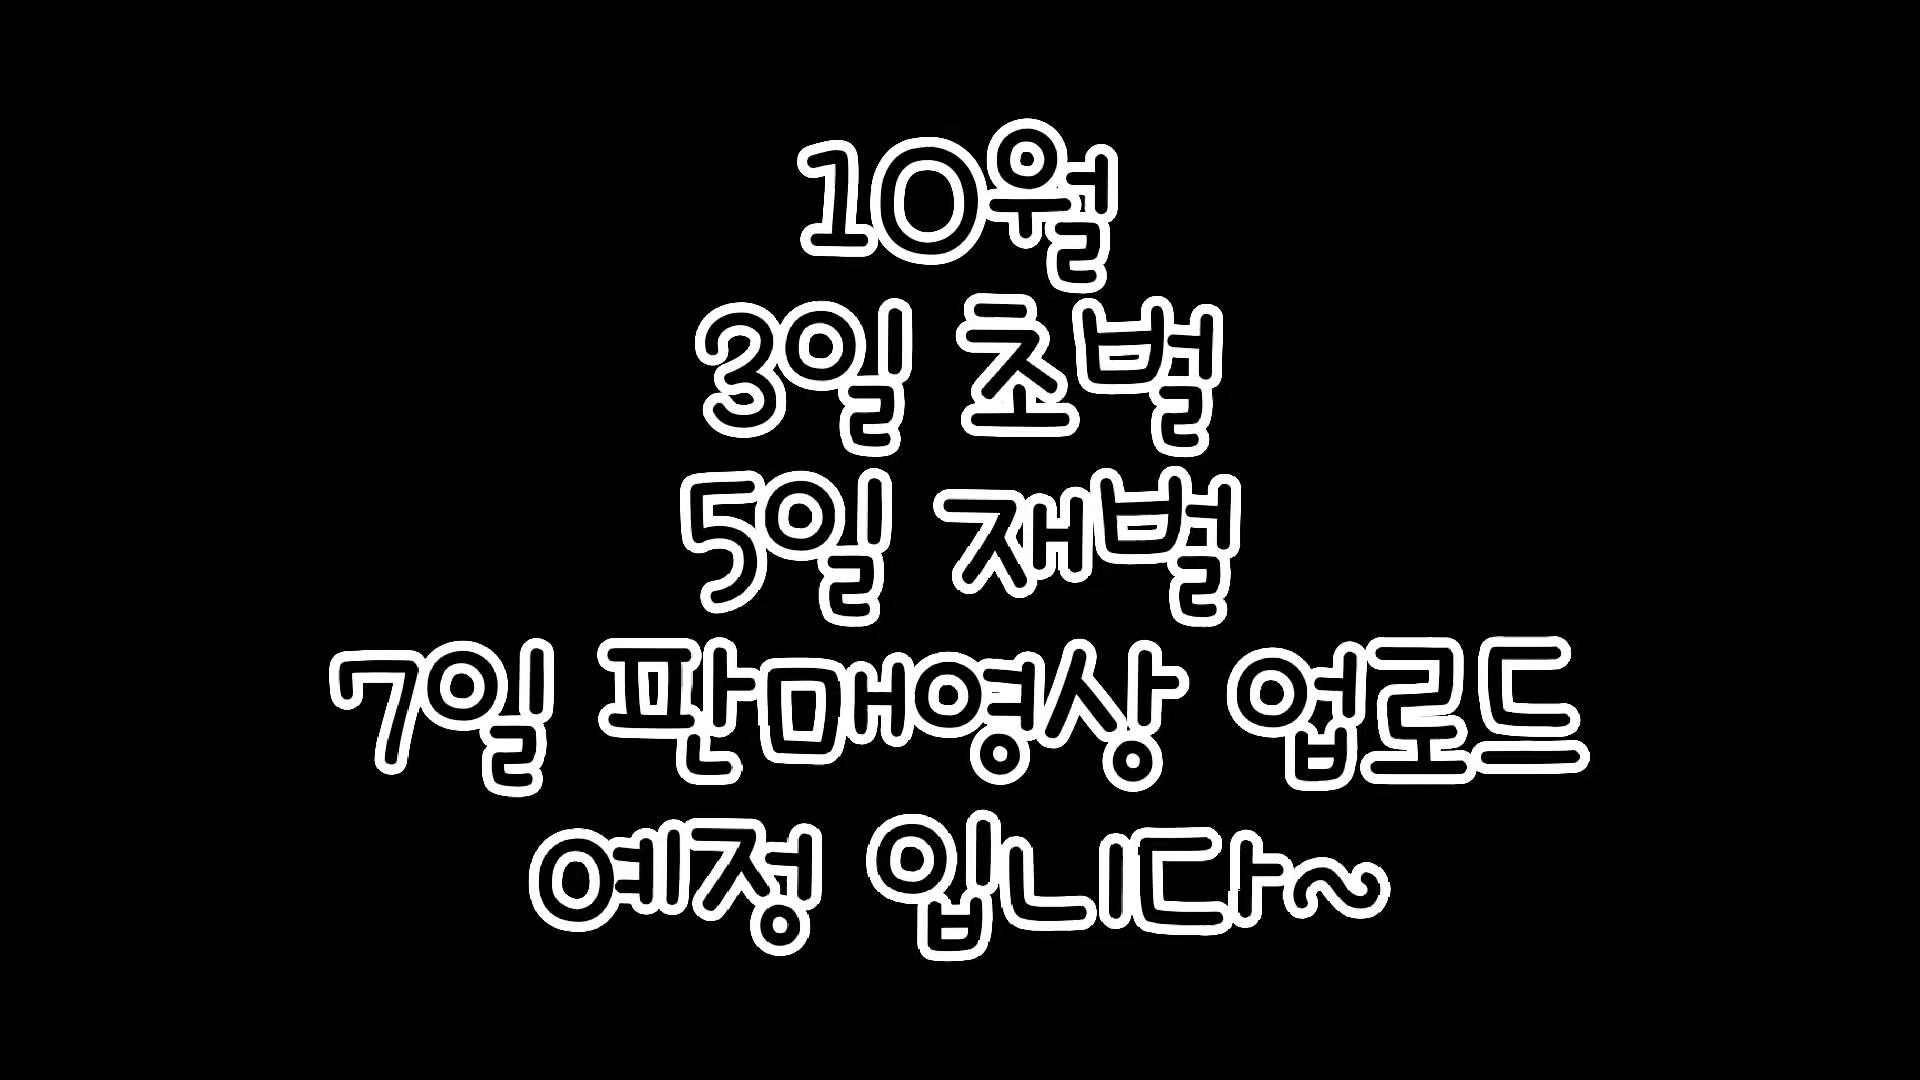 10월
3일 초벌
5일 재벌
7일 판매영상 업로드
예정 입니다~